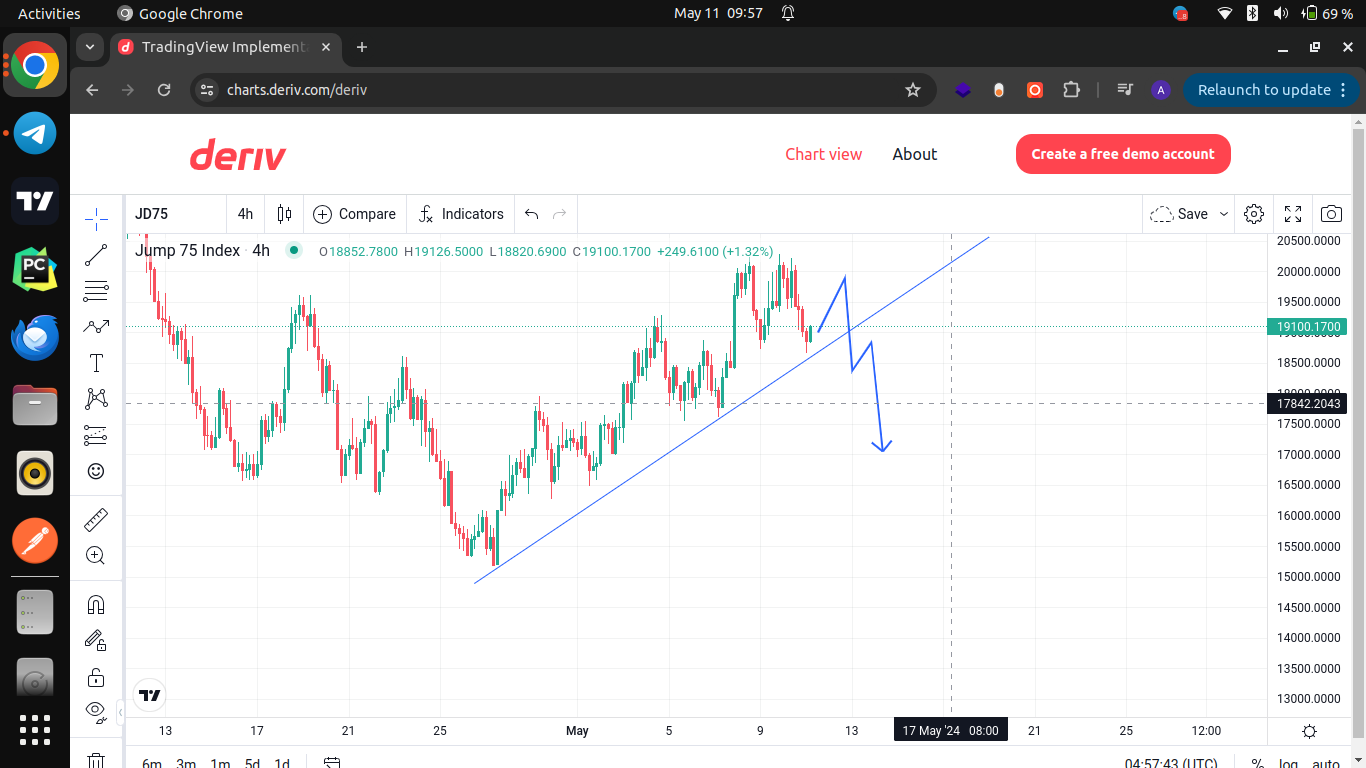 Activities
Google Chrome
May 11 09:57
69 %
TradingView Implement
charts.deriv.com/deriv
A
Relaunch to update
deriv
Chart view
About
Create a free demo account
JD75
4h
Compare
Indicators
Save
Jump 75 Index · 4h
O18852.7800 H19126.5000 L18820.6900 C19100.1700 +249.6100 (+1.32%)
20500.0000
20000.0000
19500.0000
19100.1700
18500.0000
17842.2043
17500.0000
17000.0000
16500.0000
16000.0000
15500.0000
15000.0000
14500.0000
14000.0000
13500.0000
13000.0000
13
17
21
25
May
5
9
13
17 May '24 08:00
21
25
12:00
6m
3m
1m
5d
1d
04:57:43 (UTC)
%
log
auto